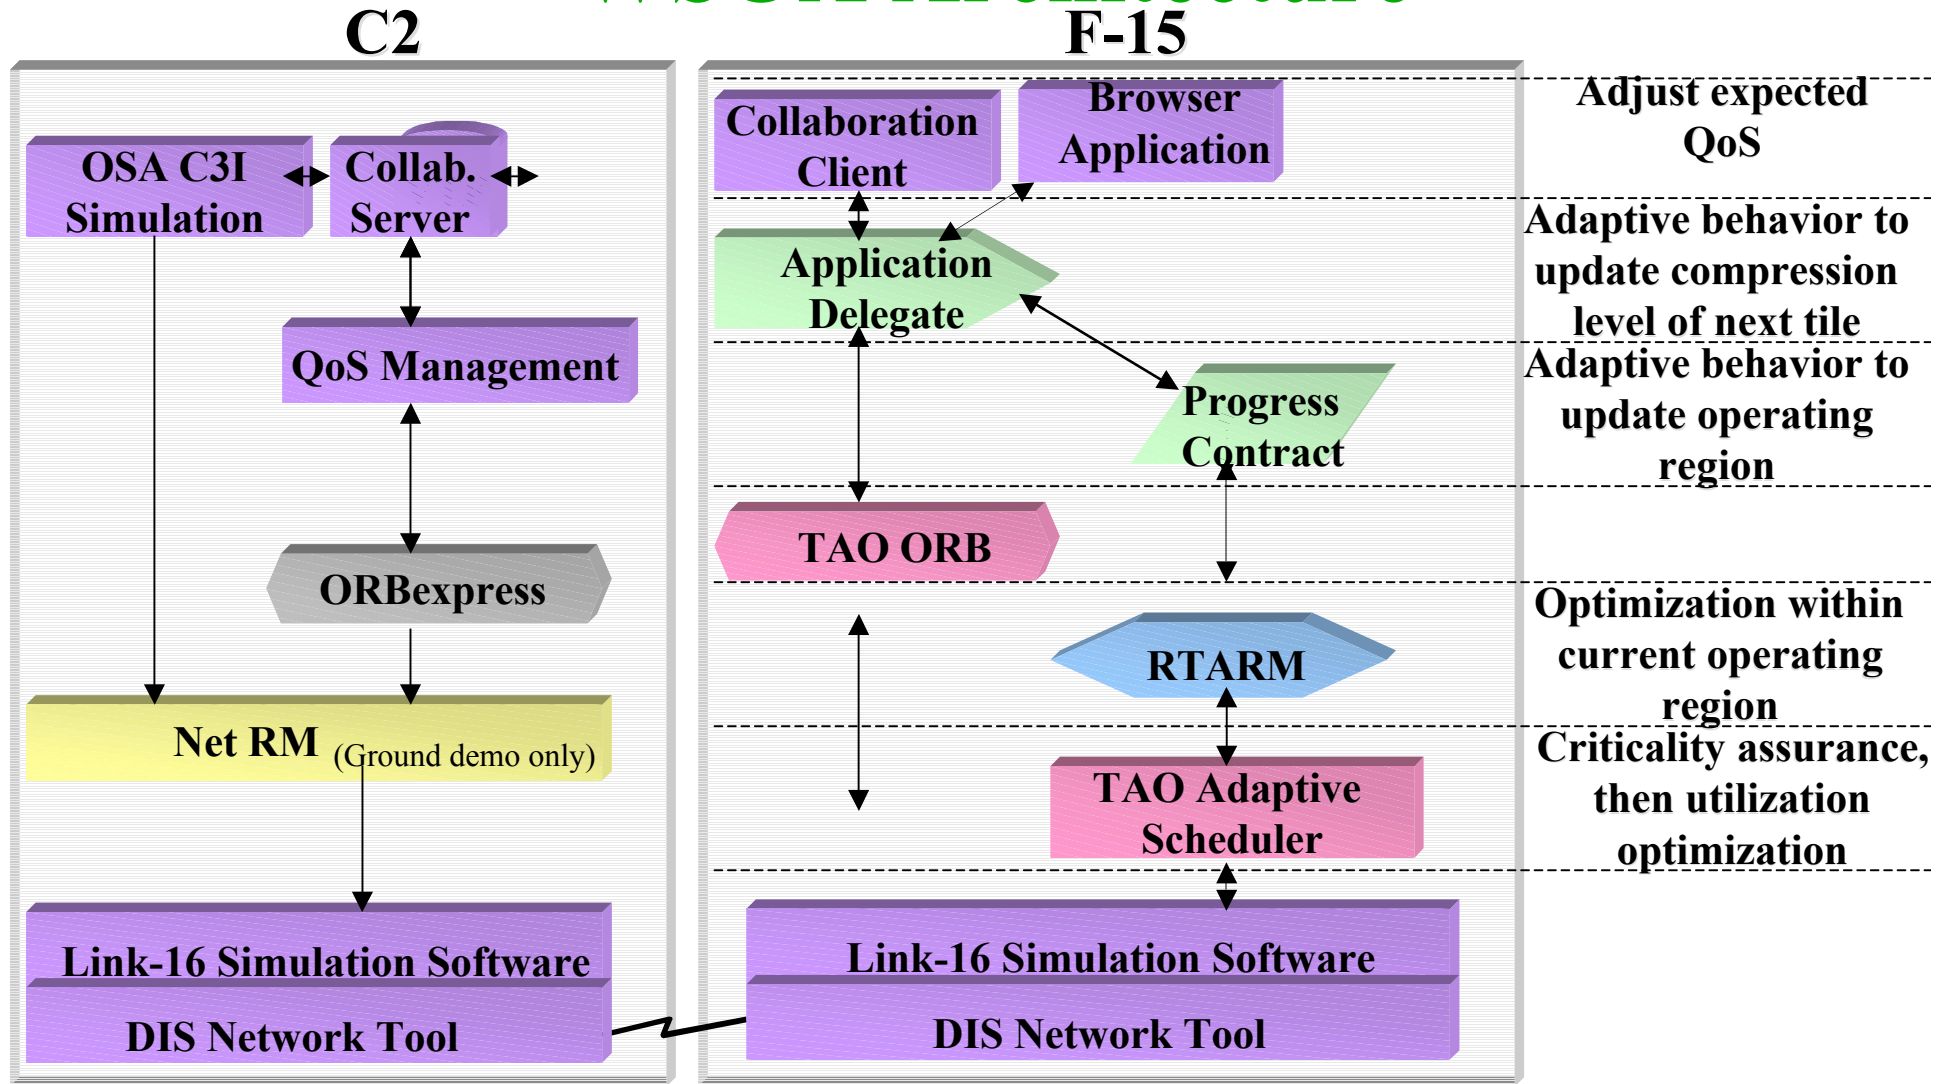 C2
F-15
OSA C3I
Simulation
Collab.
Server
QoS Management
ORBexpress
Net RM (Ground demo only)
Link-16 Simulation Software
DIS Network Tool
Collaboration
Client
Browser
Application
Application
Delegate
Progress
Contract
TAO ORB
RTARM
TAO Adaptive
Scheduler
Link-16 Simulation Software
DIS Network Tool
Adjust expected
QoS
Adaptive behavior to
update compression
level of next tile
Adaptive behavior to
update operating
region
Optimization within
current operating
region
Criticality assurance,
then utilization
optimization